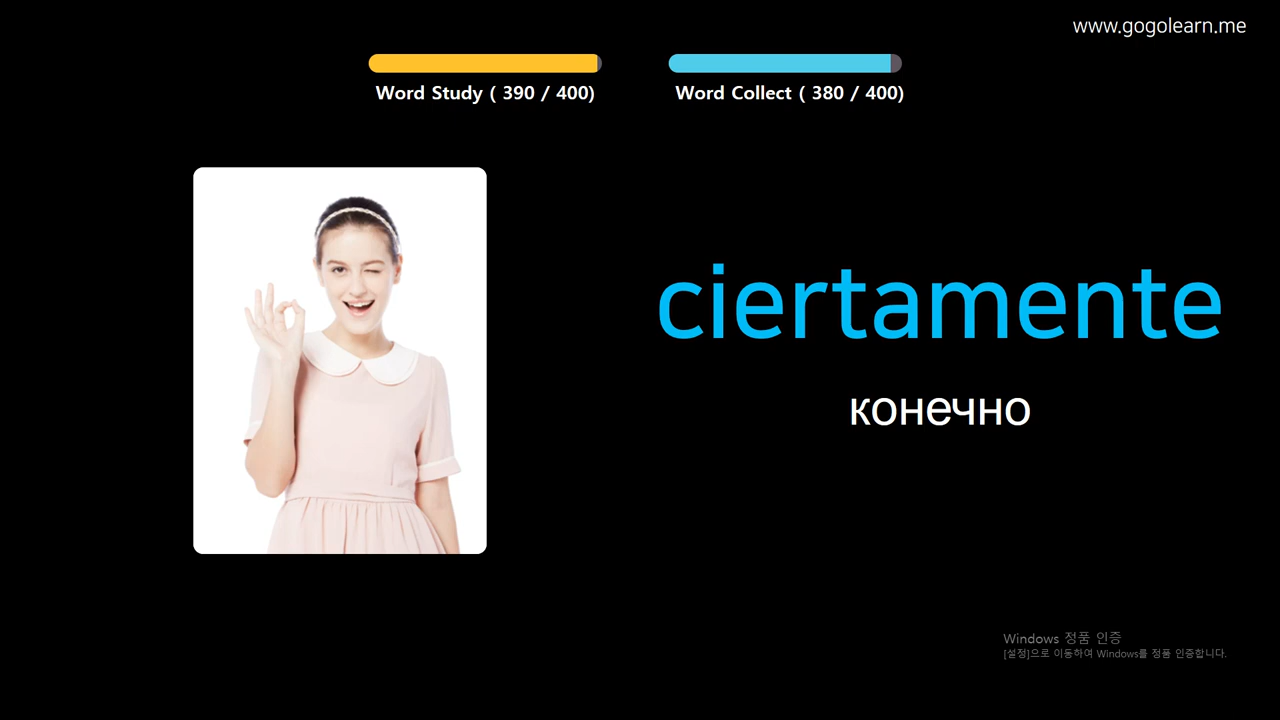 www.gogolearn.me
Word Study ( 390 / 400)
Word Collect ( 380 / 400)
ciertamente
конечно
Windows 정품 인증
[설정]으로 이동하여 Windows를 정품 인증합니다.